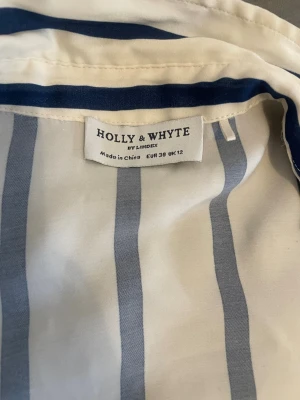 HOLLY & WHYTE
BY LINDEX
Made in China EUR 38 UK 12